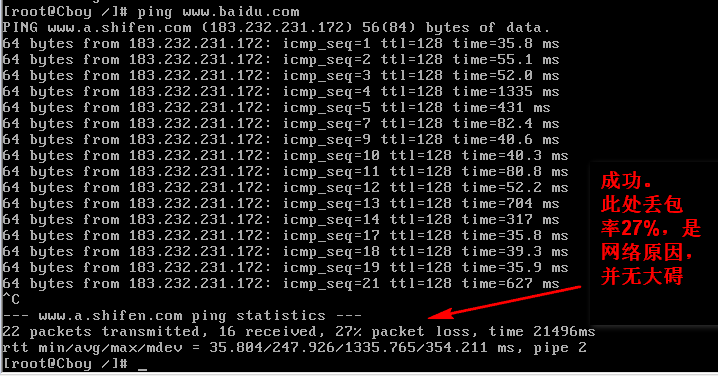 [root@Cboy /]# ping www.baidu.com
PING www.a.shifen.com (183.232.231.172) 56(84) bytes of data.
64 bytes from 183.232.231.172: icmp_seq=1 ttl=128 time=35.8 ms
64 bytes from 183.232.231.172: icmp_seq=2 ttl=128 time=55.1 ms
64 bytes from 183.232.231.172: icmp_seq=3 ttl=128 time=52.0 ms
64 bytes from 183.232.231.172: icmp_seq=4 ttl=128 time=1335 ms
64 bytes from 183.232.231.172: icmp_seq=5 ttl=128 time=431 ms
64 bytes from 183.232.231.172: icmp_seq=7 ttl=128 time=82.4 ms
64 bytes from 183.232.231.172: icmp_seq=9 ttl=128 time=40.6 ms
64 bytes from 183.232.231.172: icmp_seq=10 ttl=128 time=40.3 ms
64 bytes from 183.232.231.172: icmp_seq=11 ttl=128 time=80.8 ms
64 bytes from 183.232.231.172: icmp_seq=12 ttl=128 time=52.2 ms
64 bytes from 183.232.231.172: icmp_seq=13 ttl=128 time=704 ms
64 bytes from 183.232.231.172: icmp_seq=14 ttl=128 time=317 ms
64 bytes from 183.232.231.172: icmp_seq=17 ttl=128 time=35.8 ms
64 bytes from 183.232.231.172: icmp_seq=18 ttl=128 time=39.3 ms
64 bytes from 183.232.231.172: icmp_seq=19 ttl=128 time=35.9 ms
64 bytes from 183.232.231.172: icmp_seq=21 ttl=128 time=627 ms
^C
--- www.a.shifen.com ping statistics ---
22 packets transmitted, 16 received, 27% packet loss, time 21496ms
rtt min/avg/max/mdev = 35.804/247.926/1335.765/354.211 ms, pipe 2
[root@Cboy /]# _
成功。
此处丢包
率27%，是
网络原因，
并无大碍